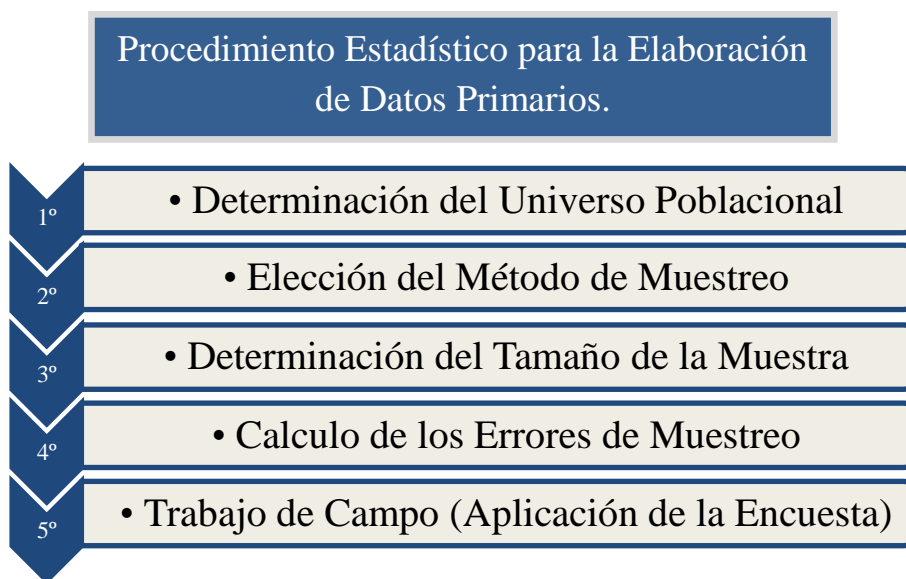 Procedimiento Estadístico para la Elaboración
de Datos Primarios.
1º
• Determinación del Universo Poblacional
2º
• Elección del Método de Muestreo
3º
• Determinación del Tamaño de la Muestra
4º
• Calculo de los Errores de Muestreo
5º
• Trabajo de Campo (Aplicación de la Encuesta)